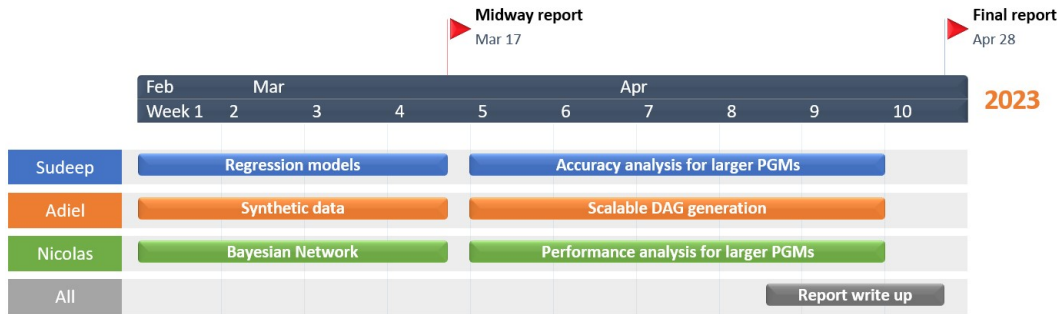 Midway report
Mar 17
Final report
Apr 28
Feb Mar Apr
Week 1 2 3 4 5 6 7 8 9 10
2023
Sudeep Regression models Accuracy analysis for larger PGMs
Adiel Synthetic data Scalable DAG generation
Nicolas Bayesian Network Performance analysis for larger PGMs
All Report write up